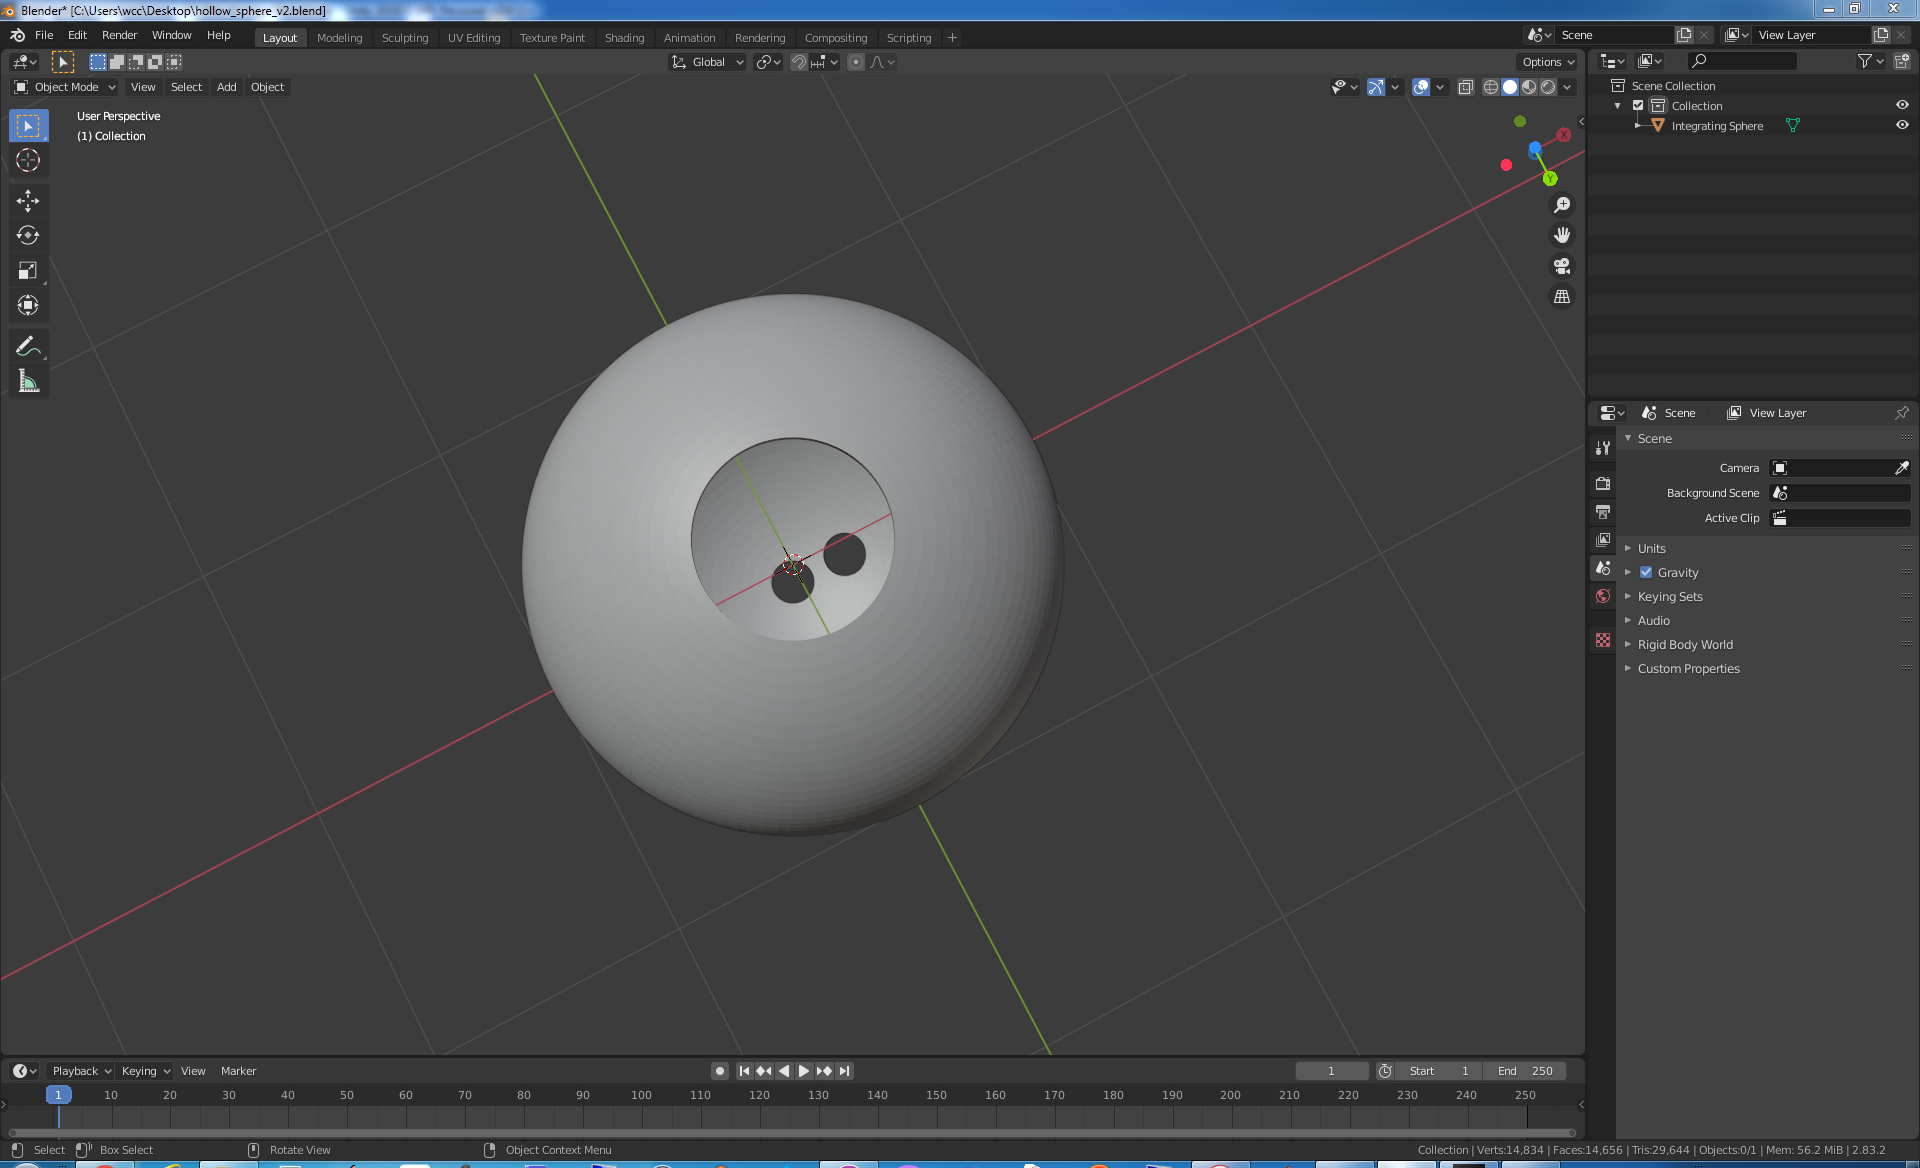 Blender* [C:\Users\wcc\Desktop\hollow_sphere_v2.blend]
File Edit Render Window Help Layout Modeling Sculpting UV Editing Texture Paint Shading Animation Rendering Compositing Scripting + Scene View Layer
Global Options
Object Mode View Select Add Object
Scene Collection
Collection
Integrating Sphere
User Perspective
(1) Collection
X
Y
Scene View Layer
Scene
Camera
Background Scene
Active Clip
Units
Gravity
Keying Sets
Audio
Rigid Body World
Custom Properties
Playback Keying View Marker 1 Start 1 End 250
1 10 20 30 40 50 60 70 80 90 100 110 120 130 140 150 160 170 180 190 200 210 220 230 240 250
Select Box Select Rotate View Object Context Menu Collection | Verts:14,834 | Faces:14,656 | Tris:29,644 | Objects:0/1 | Mem: 56.2 MiB | 2.83.2